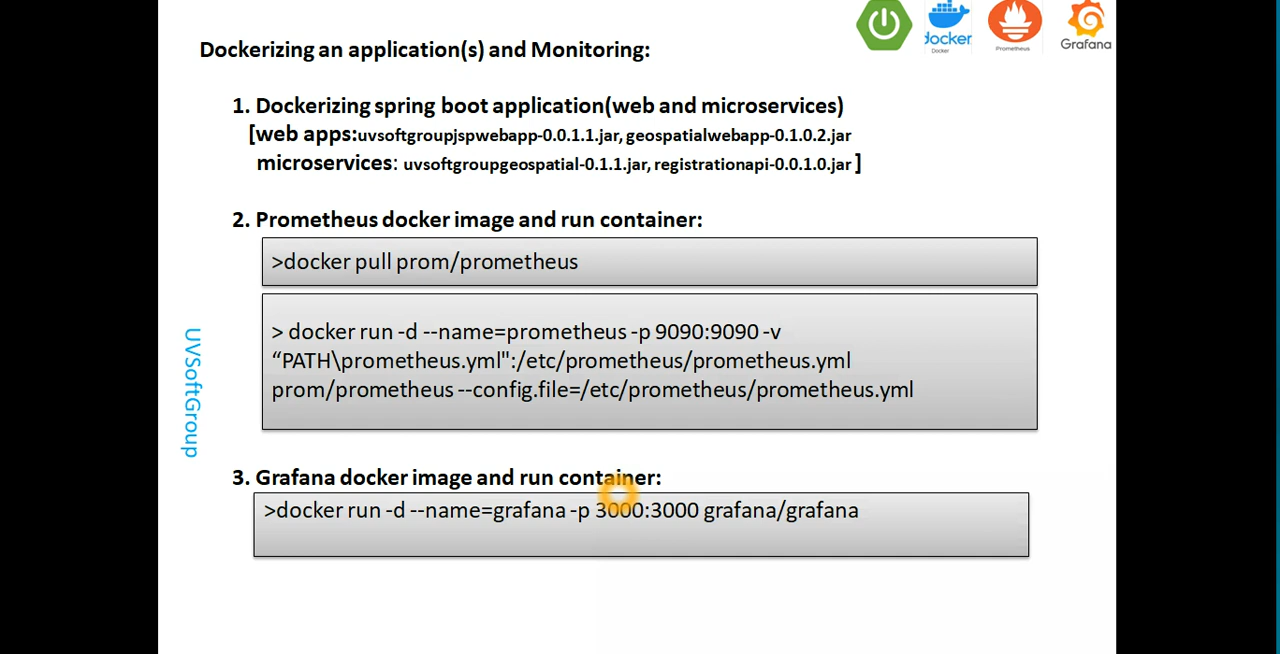 docker
Docker
Prometheus
Grafana
Dockerizing an application(s) and Monitoring:
1. Dockerizing spring boot application(web and microservices)
[web apps:uvsoftgroupjspwebapp-0.0.1.1.jar, geospatialwebapp-0.1.0.2.jar
microservices: uvsoftgroupgeospatial-0.1.1.jar, registrationapi-0.0.1.0.jar ]
2. Prometheus docker image and run container:
>docker pull prom/prometheus
> docker run -d --name=prometheus -p 9090:9090 -v
“PATH\prometheus.yml":/etc/prometheus/prometheus.yml
prom/prometheus --config.file=/etc/prometheus/prometheus.yml
UVSoftGroup
3. Grafana docker image and run container:
>docker run -d --name=grafana -p 3000:3000 grafana/grafana